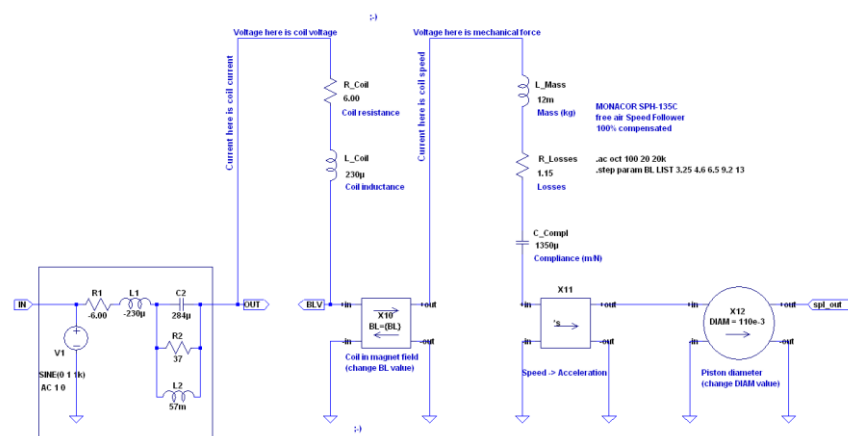 ;-)
Voltage here is coil voltage
Voltage here is mechanical force
Current here is coil current
Current here is coil speed
R_Coil
6.00
Coil resistance
L_Coil
230µ
Coil inductance
L_Mass
12m
Mass (kg)
MONACOR SPH-135C
free air Speed Follower
100% compensated
R_Losses
1.15
Losses
.ac oct 100 20 20k
.step param BL LIST 3.25 4.6 6.5 9.2 13
C_Compl
1350µ
Compliance (m/N)
IN
R1
-6.00
L1
-230µ
C2
284µ
R2
37
L2
57m
V1
SINE(0 1 1k)
AC 1 0
OUT
BLV
+in
+out
X10
BL={BL}
-in
-out
Coil in magnet field
(change BL value)
X11
+in
+out
's
-in
-out
Speed -> Acceleration
+in
+out
X12
DIAM = 110e-3
-in
-out
Piston diameter
(change DIAM value)
spl_out
;-)